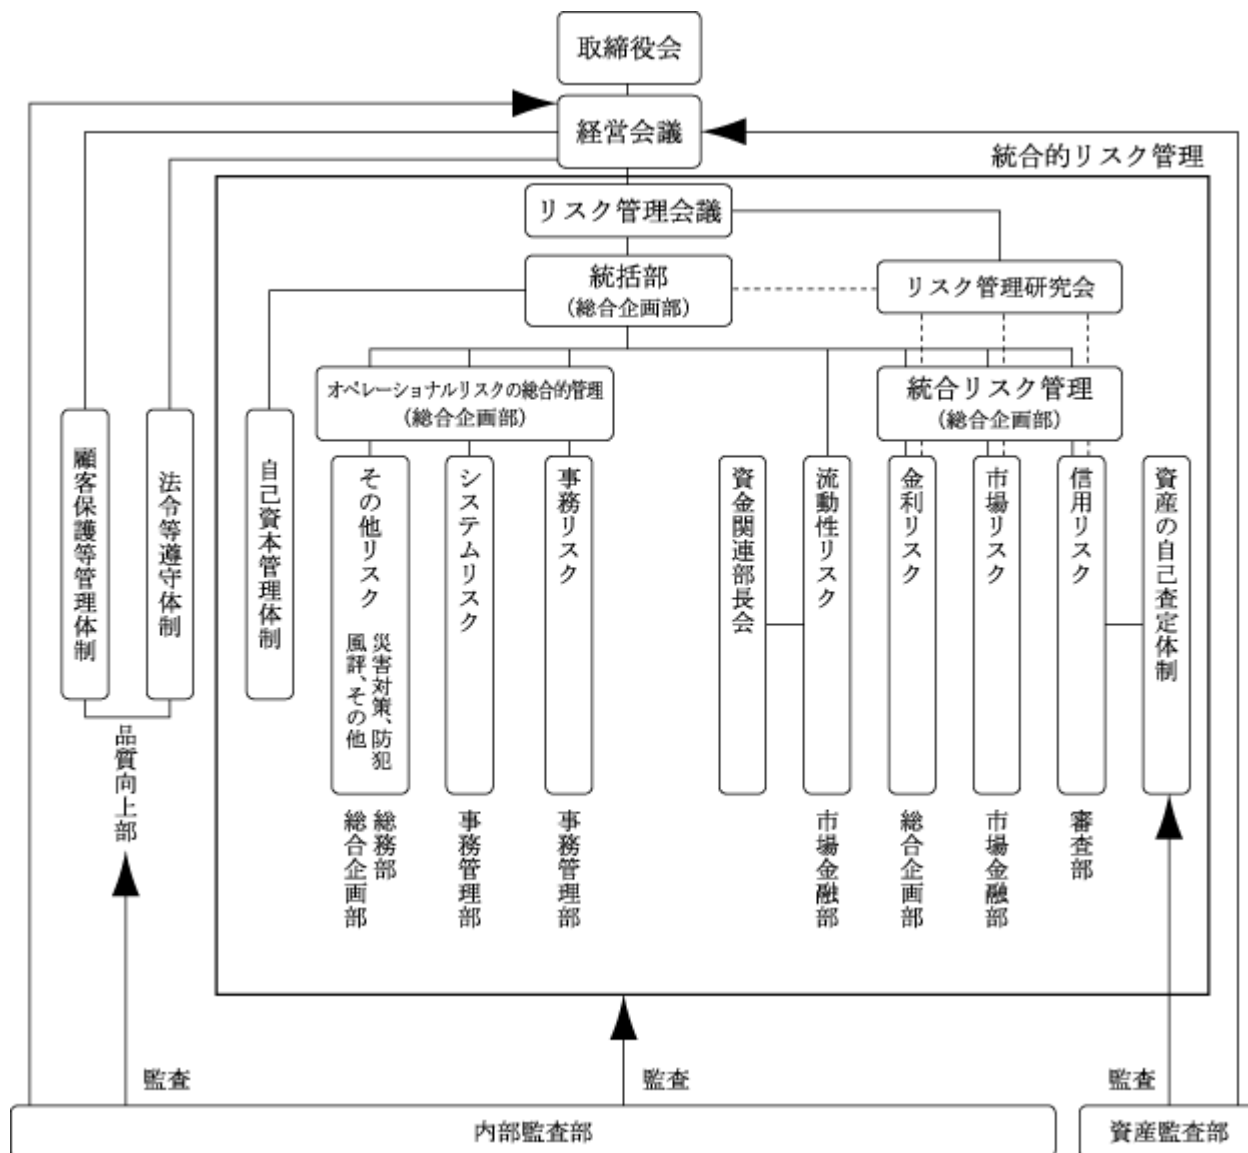 取締役会
経営会議
統合的リスク管理
リスク管理会議
統括部
(総合企画部)
リスク管理研究会
オペレーショナルリスクの総合的管理
(総合企画部)
統合リスク管理
(総合企画部)
顧客保護等管理体制
法令等遵守体制
品質向上部
自己資本管理体制
その他リスク
災害対策、防犯
風評、その他
総務部
総合企画部
システムリスク
事務管理部
事務リスク
事務管理部
資金関連部長会
流動性リスク
市場金融部
金利リスク
総合企画部
市場リスク
市場金融部
信用リスク
審査部
資産の自己査定体制
監査
監査
監査
内部監査部
資産監査部